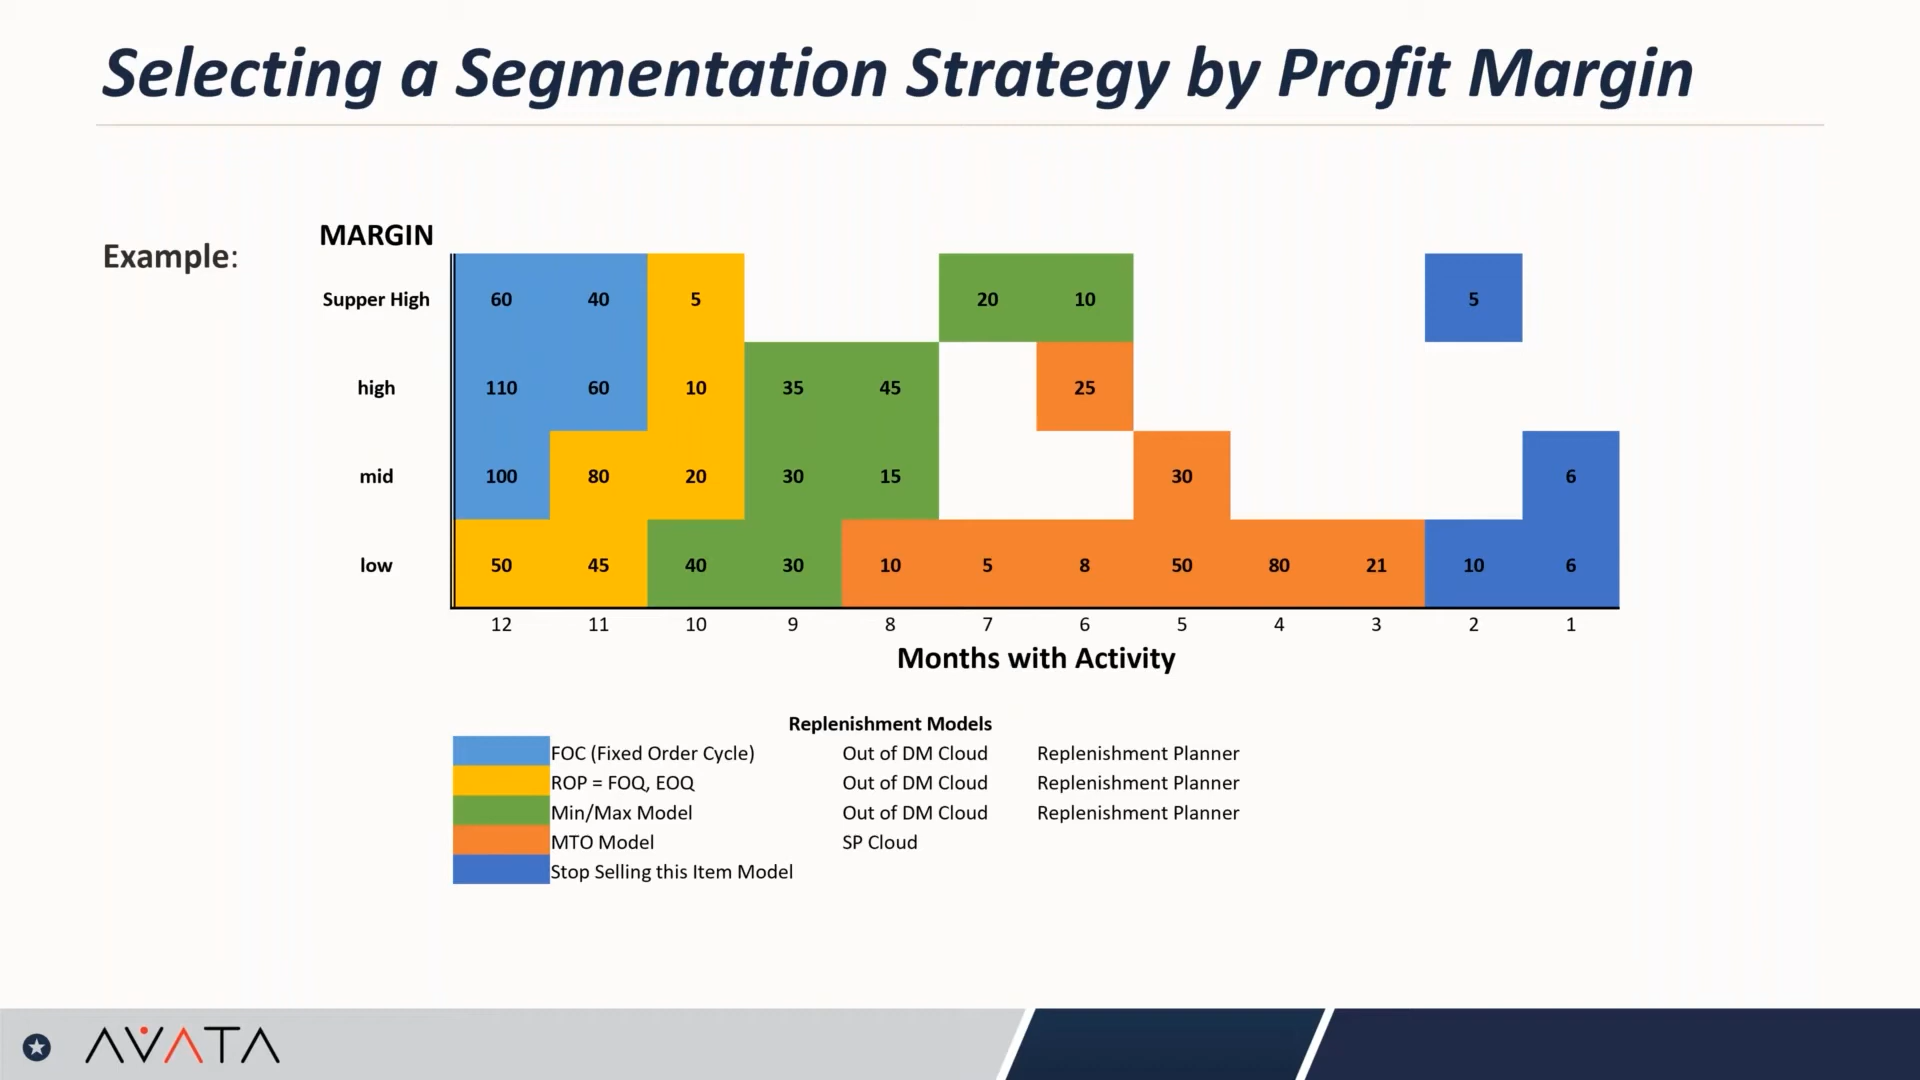 Selecting a Segmentation Strategy by Profit Margin
Example:
MARGIN
Supper High 60 40 5 20 10 5
high 110 60 10 35 45 25
mid 100 80 20 30 15 30 6
low 50 45 40 30 10 5 8 50 80 21 10 6
12 11 10 9 8 7 6 5 4 3 2 1
Months with Activity
Replenishment Models
FOC (Fixed Order Cycle) Out of DM Cloud Replenishment Planner
ROP = FOQ, EOQ Out of DM Cloud Replenishment Planner
Min/Max Model Out of DM Cloud Replenishment Planner
MTO Model SP Cloud
Stop Selling this Item Model
AVATA